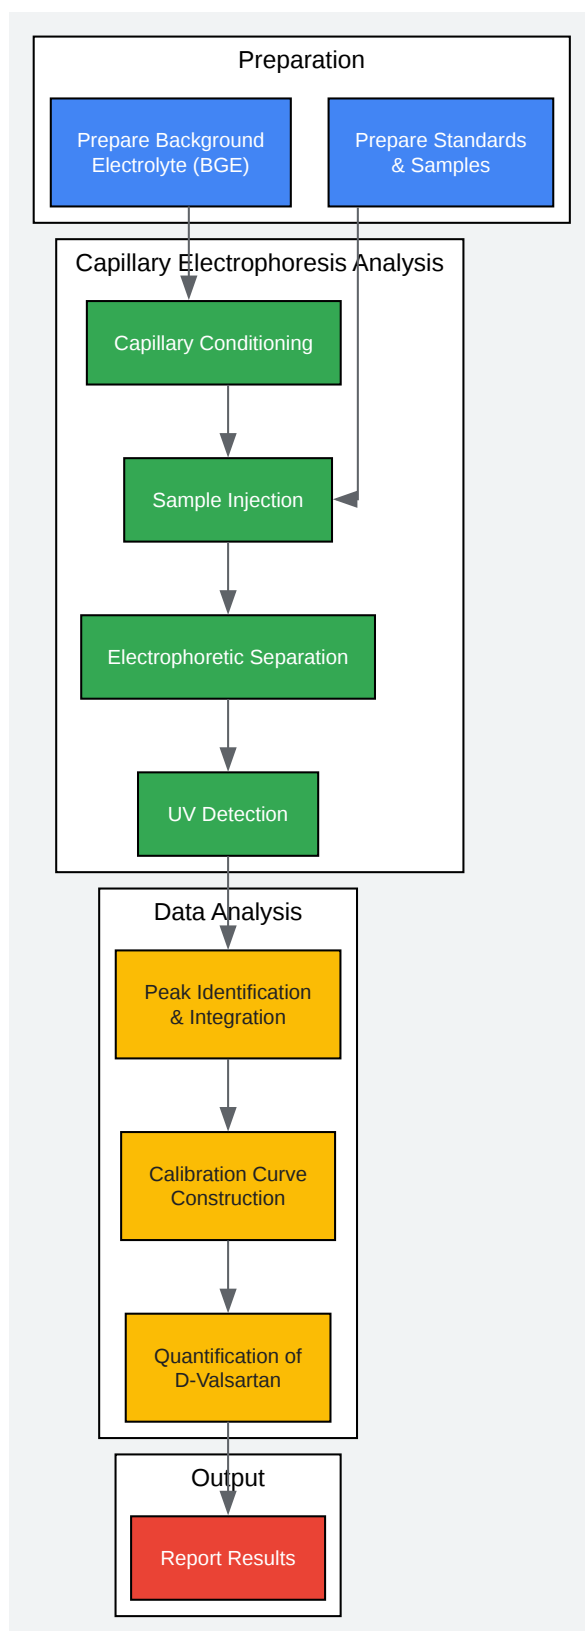 Preparation
Prepare Background
Electrolyte (BGE)
Prepare Standards
& Samples
Capillary Electrophoresis Analysis
Capillary Conditioning
Sample Injection
Electrophoretic Separation
UV Detection
Data Analysis
Peak Identification
& Integration
Calibration Curve
Construction
Quantification of
D-Valsartan
Output
Report Results